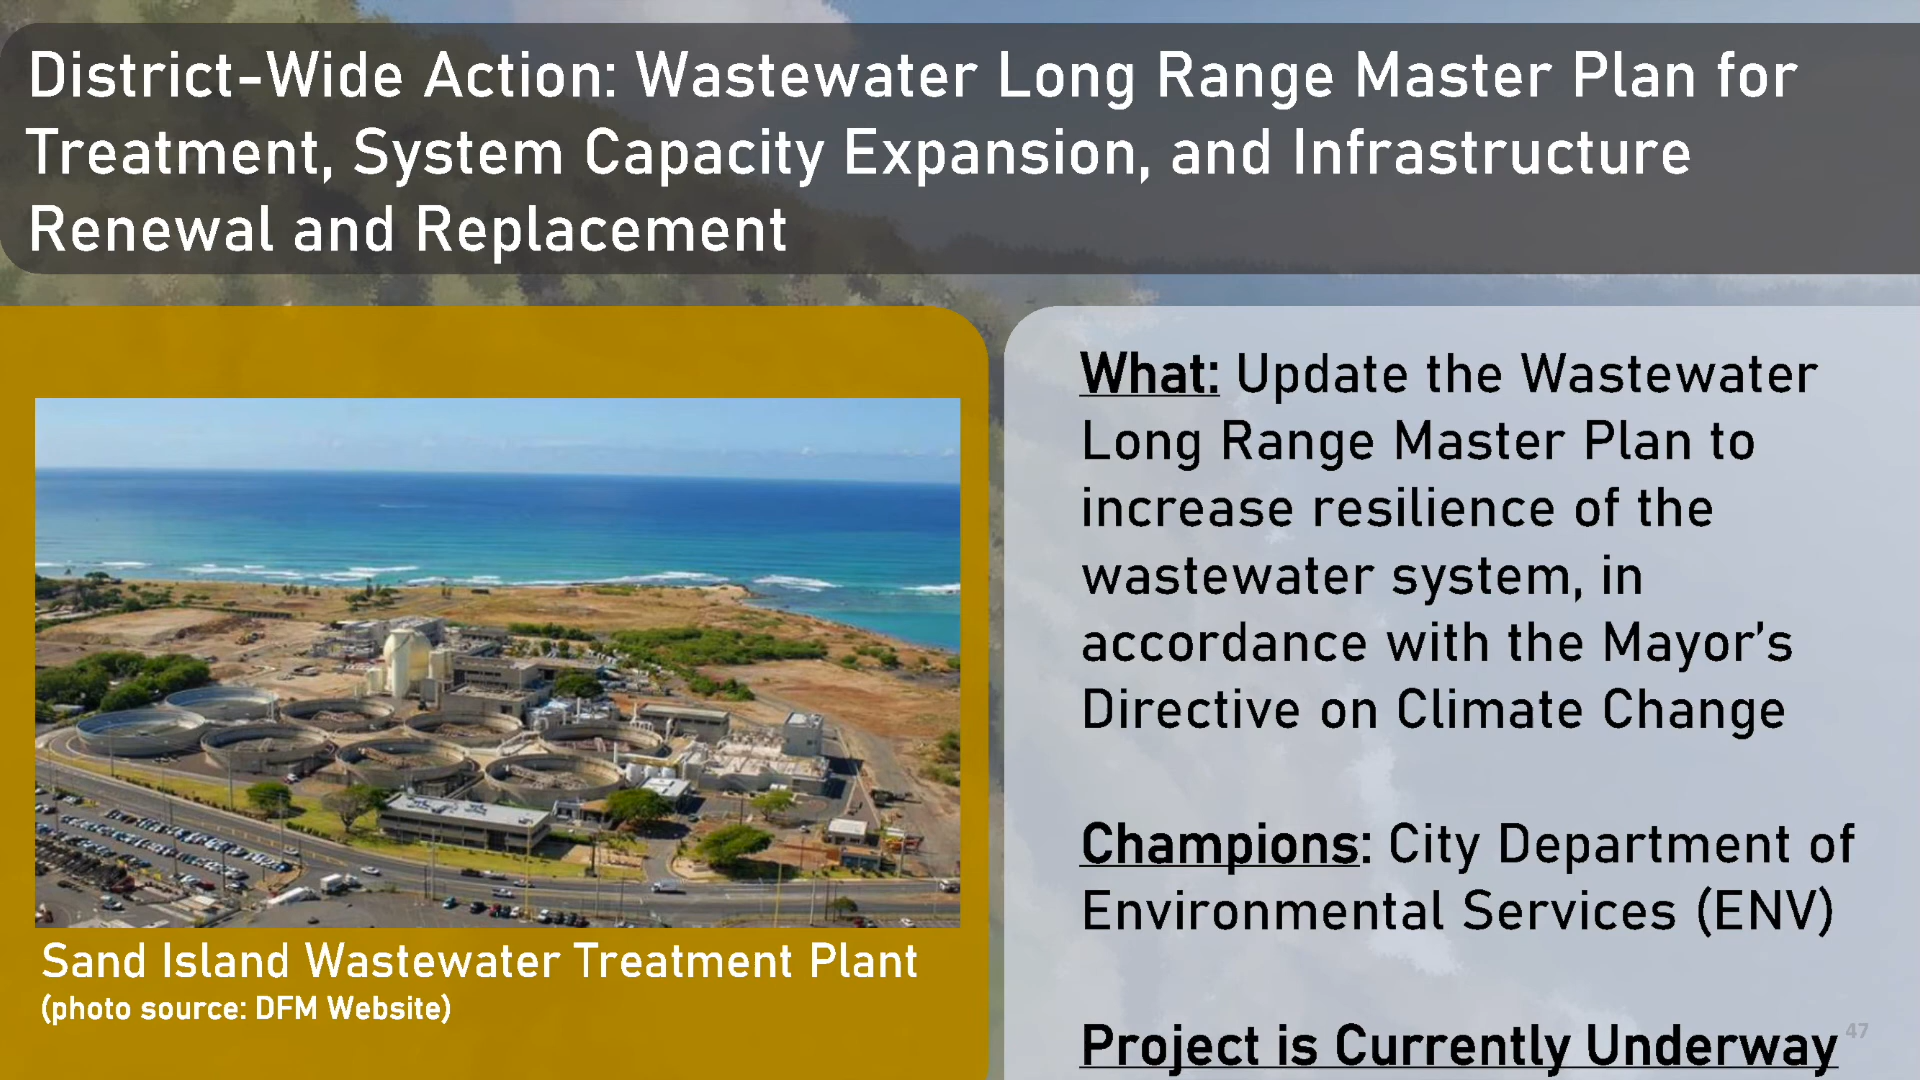 District-Wide Action: Wastewater Long Range Master Plan for
Treatment, System Capacity Expansion, and Infrastructure
Renewal and Replacement
Sand Island Wastewater Treatment Plant
(photo source: DFM Website)
What: Update the Wastewater
Long Range Master Plan to
increase resilience of the
wastewater system, in
accordance with the Mayor’s
Directive on Climate Change
Champions: City Department of
Environmental Services (ENV)
Project is Currently Underway
47